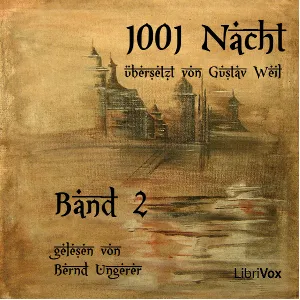 1001 Nacht
übersetzt von Gustav Weil
Band 2
gelesen von
Bernd Ungerer
LibriVox